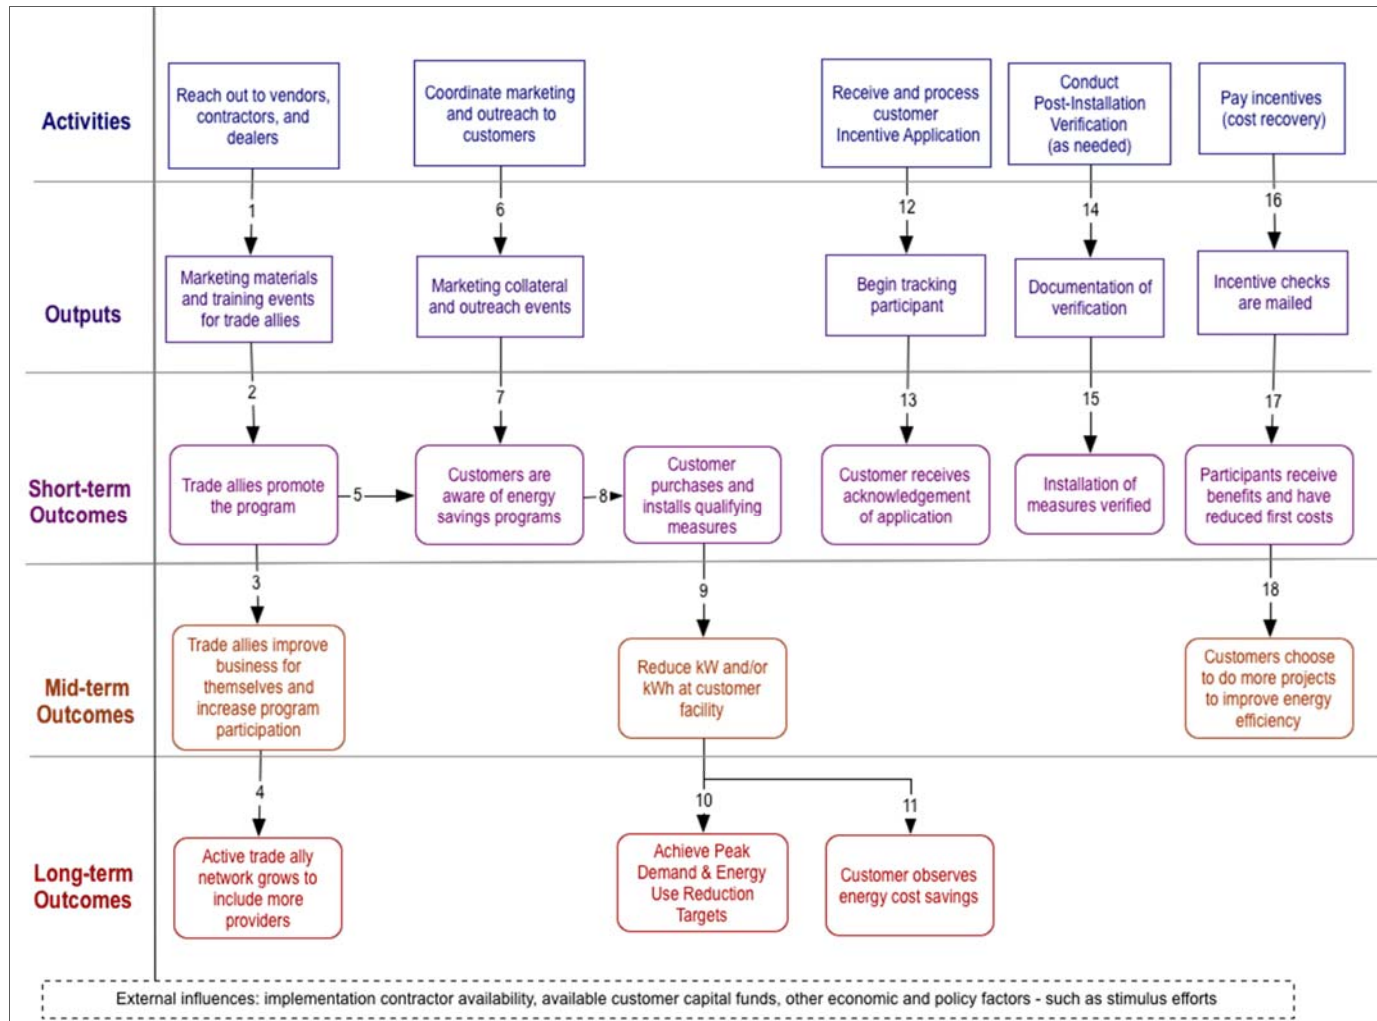 Activities
Reach out to vendors,
contractors, and
dealers
Coordinate marketing
and outreach to
customers
Receive and process
customer
Incentive Application
Conduct
Post-Installation
Verification
(as needed)
Pay incentives
(cost recovery)
1
6
12
14
16
Outputs
Marketing materials
and training events
for trade allies
Marketing collateral
and outreach events
Begin tracking
participant
Documentation of
verification
Incentive checks
are mailed
2
7
13
15
17
Short-term
Outcomes
Trade allies promote
the program
5
Customers are
aware of energy
savings programs
8
Customer
purchases and
installs qualifying
measures
Customer receives
acknowledgement
of application
Installation of
measures verified
Participants receive
benefits and have
reduced first costs
3
9
18
Mid-term
Outcomes
Trade allies improve
business for
themselves and
increase program
participation
Reduce kW and/or
kWh at customer
facility
Customers choose
to do more projects
to improve energy
efficiency
4
10
11
Long-term
Outcomes
Active trade ally
network grows to
include more
providers
Achieve Peak
Demand & Energy
Use Reduction
Targets
Customer observes
energy cost savings
External influences: implementation contractor availability, available customer capital funds, other economic and policy factors - such as stimulus efforts